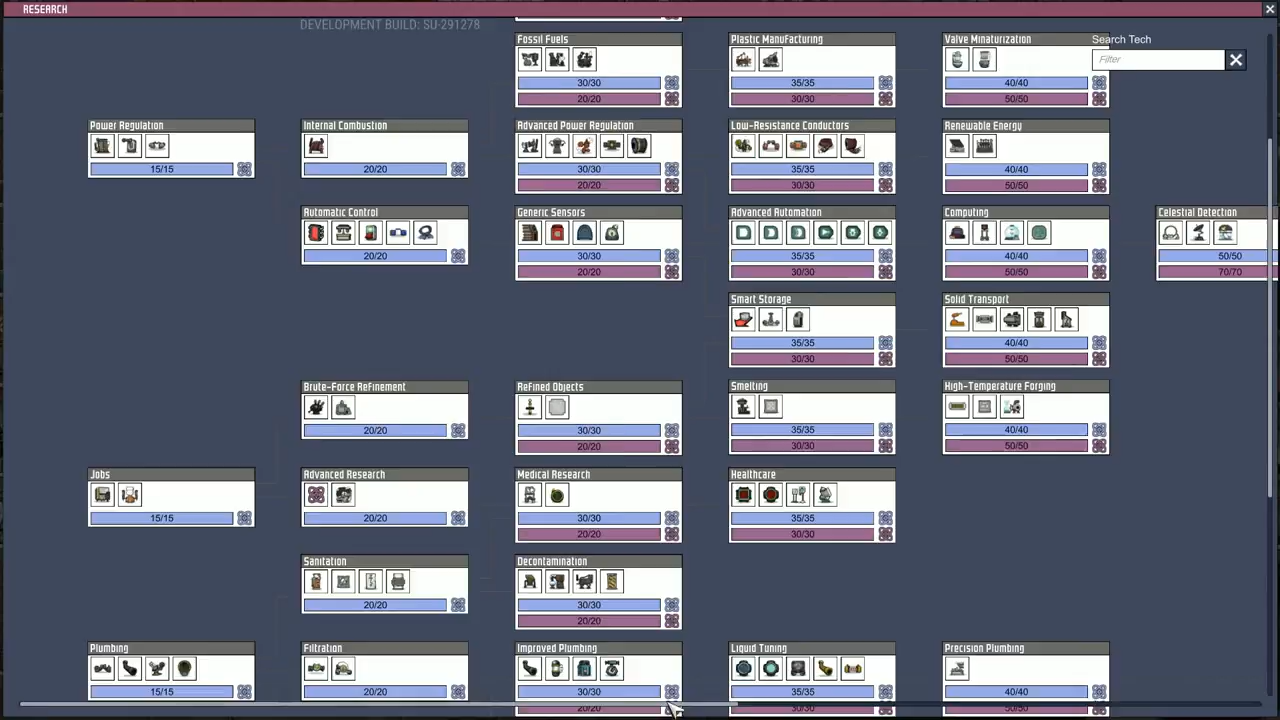 RESEARCH
DEVELOPMENT BUILD: SU-291278
Search Tech
Filter
Fossil Fuels
30/30
20/20
Plastic Manufacturing
35/35
30/30
Valve Minaturization
40/40
50/50
Power Regulation
15/15
Internal Combustion
20/20
Advanced Power Regulation
30/30
20/20
Low-Resistance Conductors
35/35
30/30
Renewable Energy
40/40
50/50
Automatic Control
20/20
Generic Sensors
30/30
20/20
Advanced Automation
35/35
30/30
Computing
40/40
50/50
Celestial Detection
50/50
70/70
Smart Storage
35/35
30/30
Solid Transport
40/40
50/50
Brute-Force Refinement
20/20
Refined Objects
30/30
20/20
Smelting
35/35
30/30
High-Temperature Forging
40/40
50/50
Jobs
15/15
Advanced Research
20/20
Medical Research
30/30
20/20
Healthcare
35/35
30/30
Sanitation
20/20
Decontamination
30/30
20/20
Plumbing
15/15
Filtration
20/20
Improved Plumbing
30/30
20/20
Liquid Tuning
35/35
30/30
Precision Plumbing
40/40
50/50